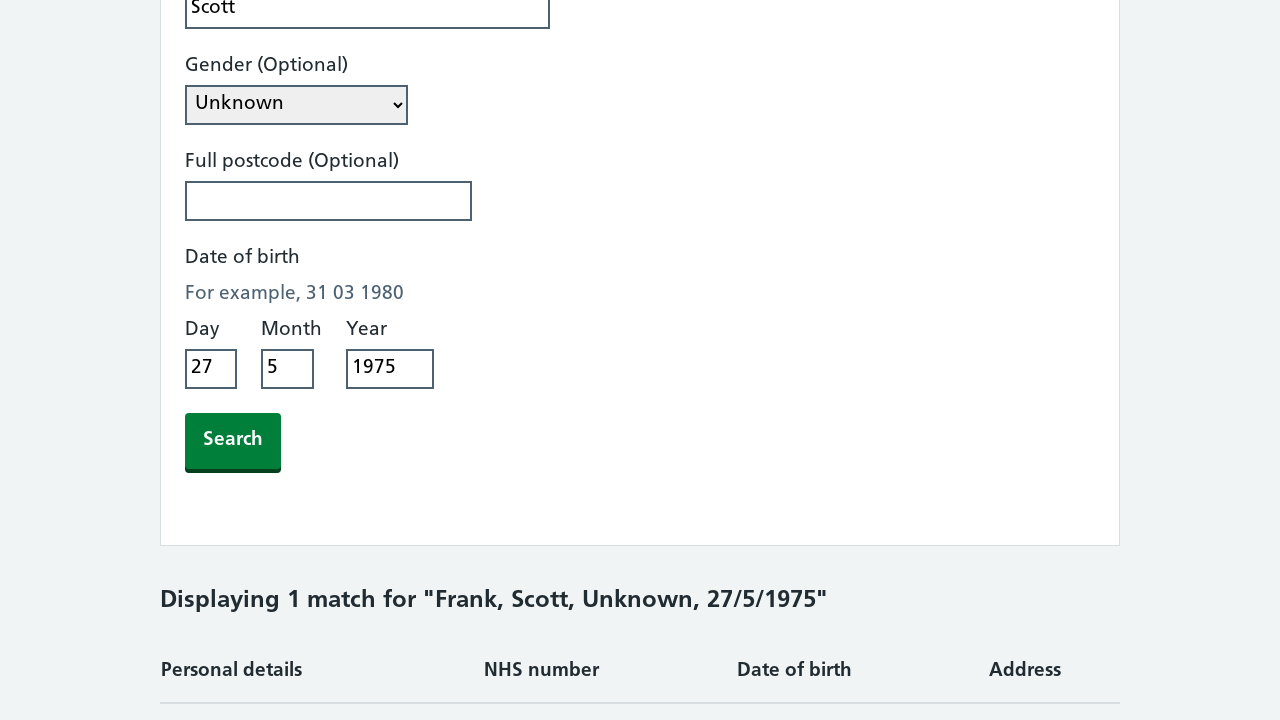 Scott
Gender (Optional)
Unknown
Full postcode (Optional)
Date of birth
For example, 31 03 1980
Day Month Year
27 5 1975
Search
Displaying 1 match for "Frank, Scott, Unknown, 27/5/1975"
Personal details NHS number Date of birth Address